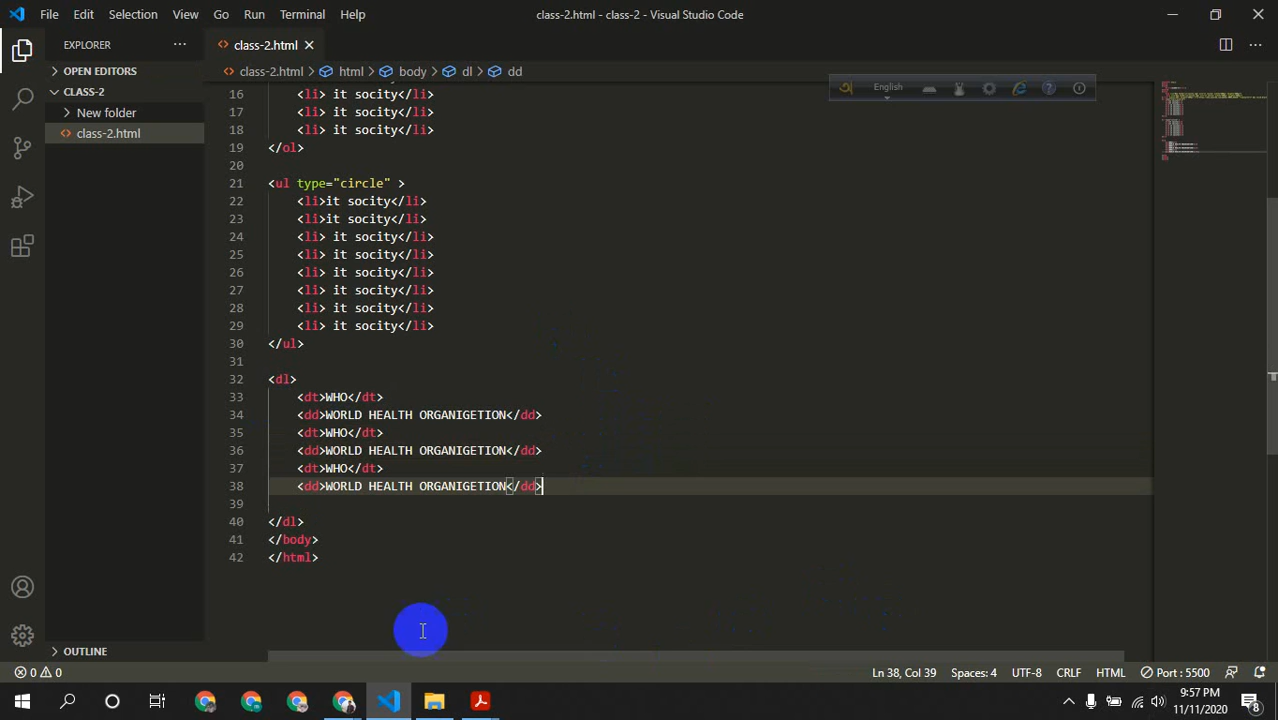 File Edit Selection View Go Run Terminal Help class-2.html - class-2 - Visual Studio Code
EXPLORER
class-2.html
class-2.html > html > body > dl > dd
OPEN EDITORS
CLASS-2
New folder
class-2.html
English
16 <li> it socity</li>
17 <li> it socity</li>
18 <li> it socity</li>
19 </ol>
20
21 <ul type="circle" >
22 <li>it socity</li>
23 <li>it socity</li>
24 <li> it socity</li>
25 <li> it socity</li>
26 <li> it socity</li>
27 <li> it socity</li>
28 <li> it socity</li>
29 <li> it socity</li>
30 </ul>
31
32 <dl>
33 <dt>WHO</dt>
34 <dd>WORLD HEALTH ORGANIGETION</dd>
35 <dt>WHO</dt>
36 <dd>WORLD HEALTH ORGANIGETION</dd>
37 <dt>WHO</dt>
38 <dd>WORLD HEALTH ORGANIGETION</dd>
39
40 </dl>
41 </body>
42 </html>
OUTLINE
0 0 Ln 38, Col 39 Spaces: 4 UTF-8 CRLF HTML Port : 5500
9:57 PM
11/11/2020
8